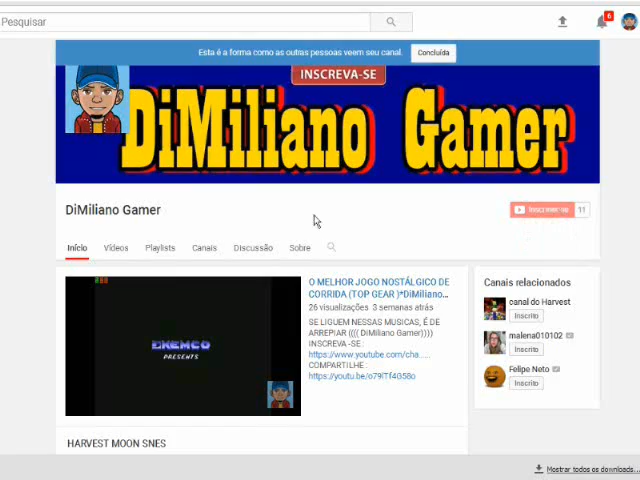 Pesquisar
6
Esta é a forma como as outras pessoas veem seu canal.
Concluída
INSCREVA-SE
DiMiliano Gamer
DiMiliano Gamer
Inscrever-se
11
Início
Vídeos
Playlists
Canais
Discussão
Sobre
KEMCO
PRESENTS
O MELHOR JOGO NOSTÁLGICO DE
CORRIDA (TOP GEAR )*DiMiliano...
26 visualizações 3 semanas atrás
SE LIGUEM NESSAS MUSICAS, É DE
ARREPIAR (((( DiMiliano Gamer))))
INSCREVA -SE :
https://www.youtube.com/cha.....
COMPARTILHE :
https://youtu.be/o79iTf4G58o
HARVEST MOON SNES
Canais relacionados
canal do Harvest
Inscrito
malena010102
Inscrito
Felipe Neto
Inscrito
Mostrar todos os downloads...